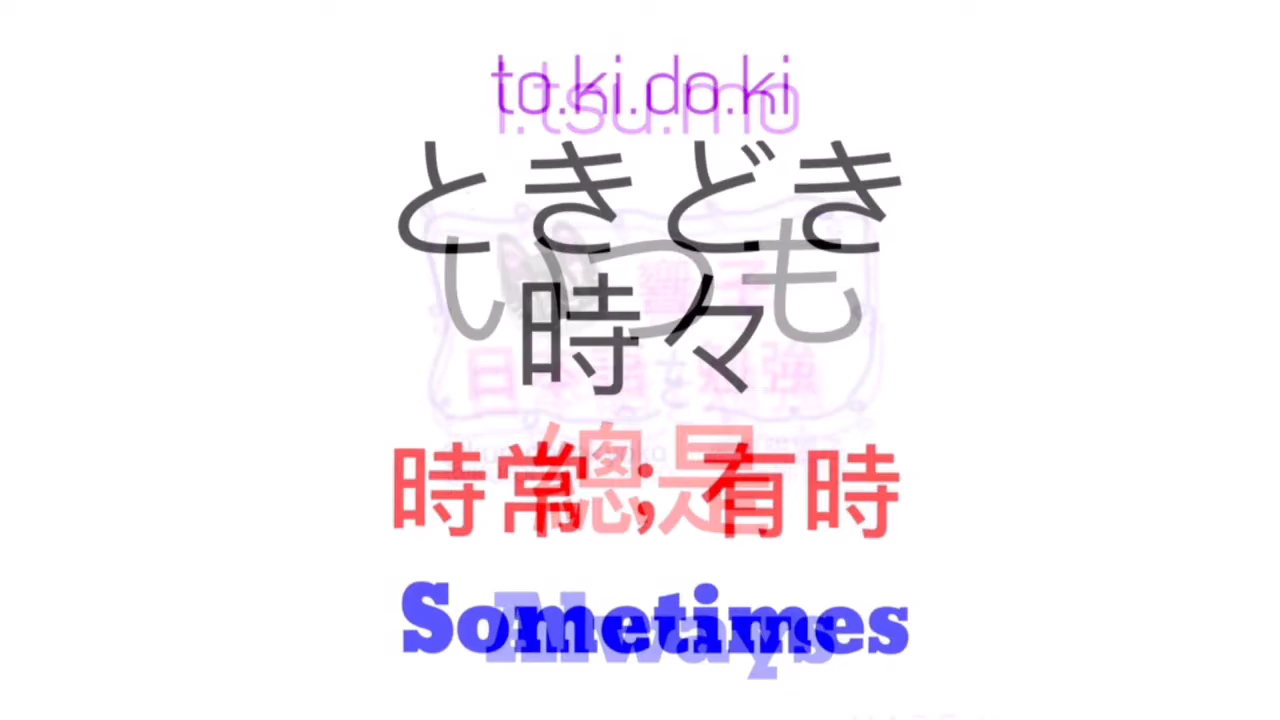 to.ki.do.ki
i.tsu.mo
ときどき
いつも
時々
時常；有時
總是
Sometimes
Always